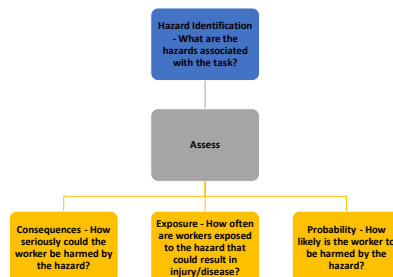 Hazard Identification
- What are the
hazards associated
with the task?
Assess
Consequences - How
seriously could the
worker be harmed by
the hazard?
Exposure - How often
are workers exposed
to the hazard that
could result in
injury/disease?
Probability - How
likely is the worker to
be harmed by the
hazard?